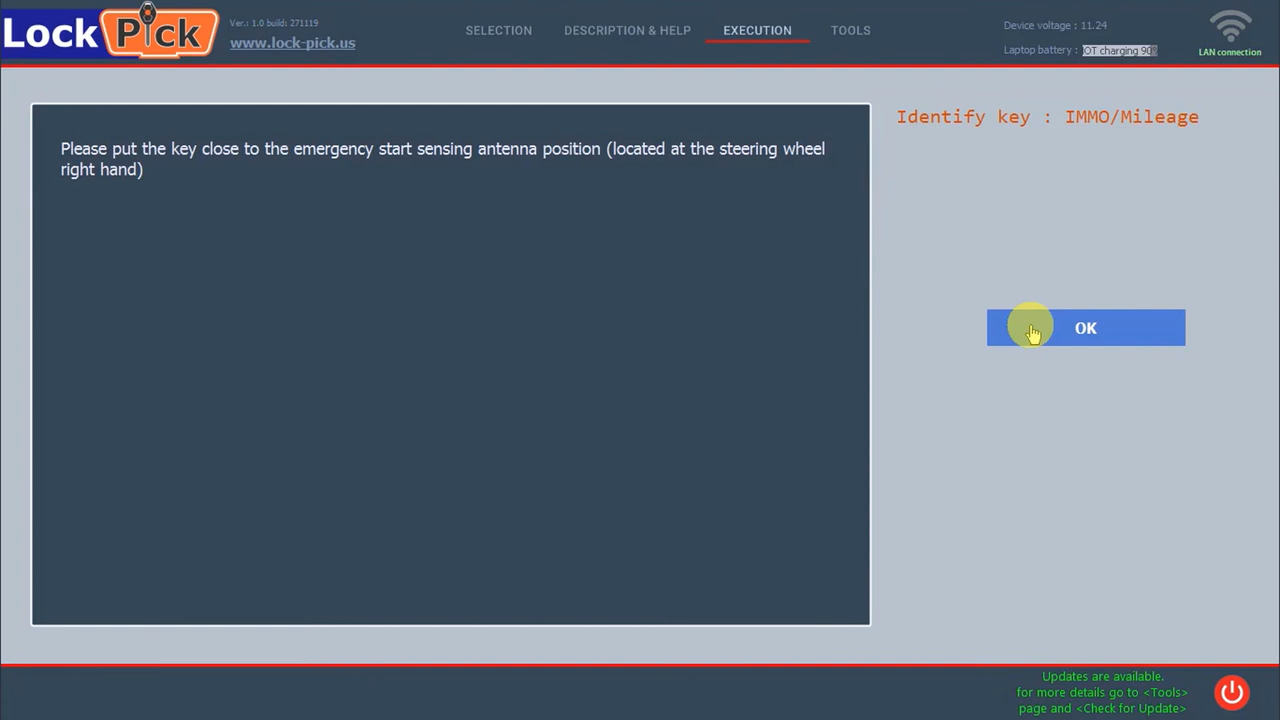 Lock Pick
Ver.: 1.0 build: 271119
www.lock-pick.us
SELECTION
DESCRIPTION & HELP
EXECUTION
TOOLS
Device voltage : 11.24
Laptop battery : OT charging 90
LAN connection
Please put the key close to the emergency start sensing antenna position (located at the steering wheel
right hand)
Identify key : IMMO/Mileage
OK
Updates are available.
for more details go to <Tools>
page and <Check for Update>